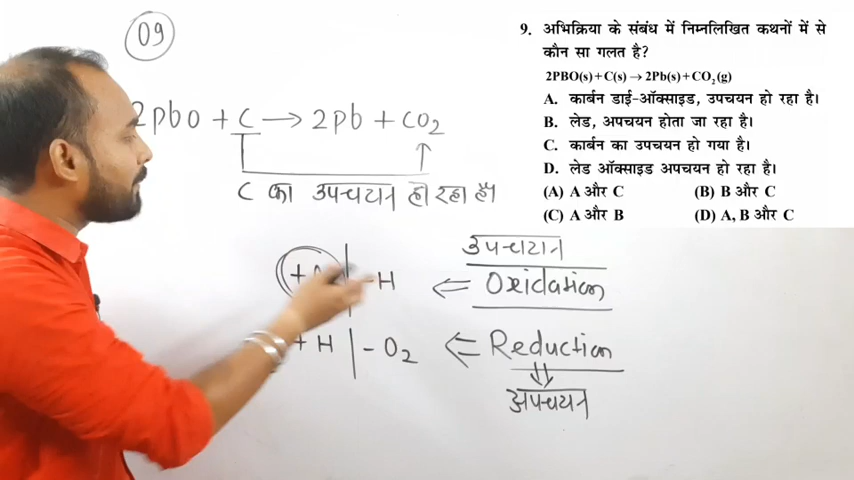 09
2pbo + C → 2pb + CO2
C का उपचयन हो रहा है।
उपचयन
-H ⇐ Oxidation
+ H | - O2 ⇐ Reduction
अपचयन
9. अभिक्रिया के संबंध में निम्नलिखित कथनों में से
कौन सा गलत है?
2PBO(s)+C(s) → 2Pb(s)+CO2(g)
A. कार्बन डाई-ऑक्साइड, उपचयन हो रहा है।
B. लेड, अपचयन होता जा रहा है।
C. कार्बन का उपचयन हो गया है।
D. लेड ऑक्साइड अपचयन हो रहा है।
(A) A और C (B) B और C
(C) A और B (D) A, B और C